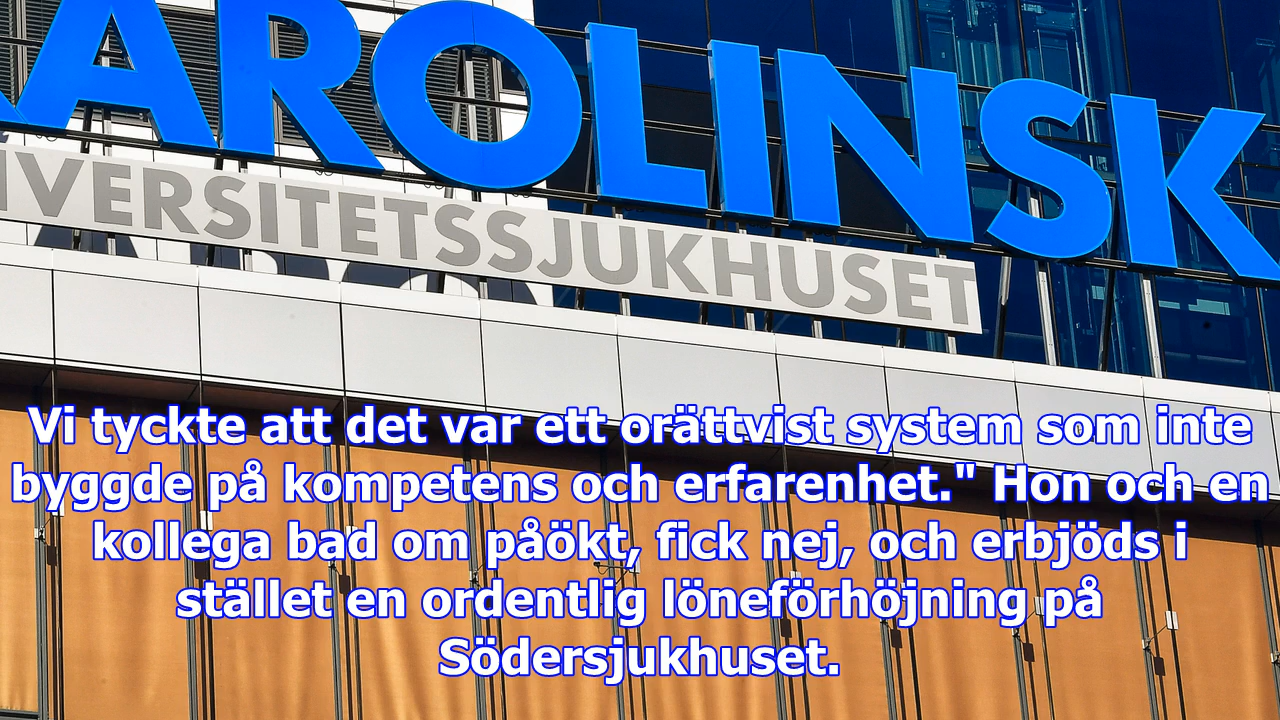 AROLINSK
IVERSITETSSJUKHUSET
Vi tyckte att det var ett orättvist system som inte
byggde på kompetens och erfarenhet." Hon och en
kollega bad om påökt, fick nej, och erbjöds i
stället en ordentlig löneförhöjning på
Södersjukhuset.